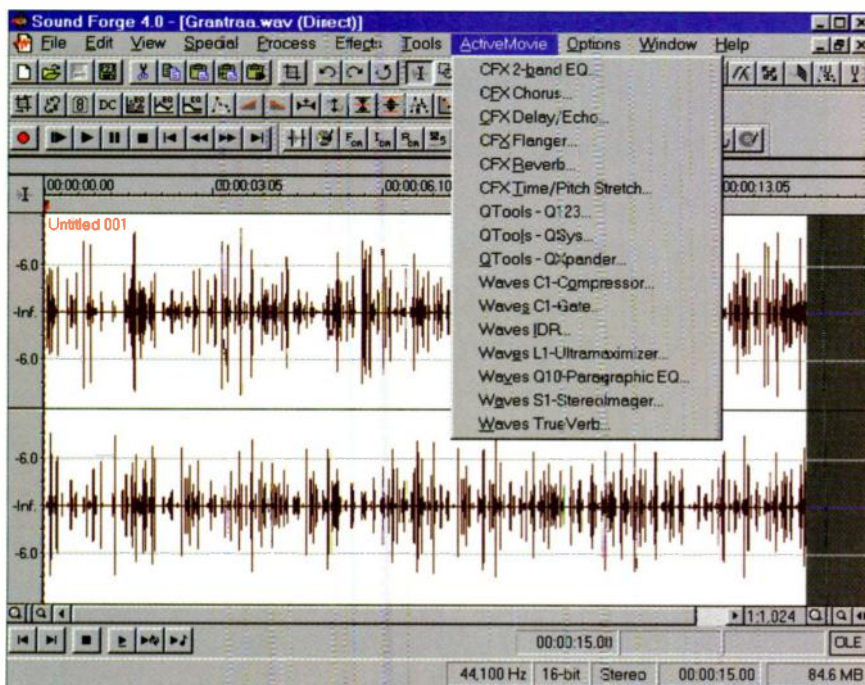 Sound Forge 4.0 - [Grantraa.wav (Direct)]
File Edit View Special Process Effects Tools ActiveMovie Options Window Help
CFX 2-band EQ...
CFX Chorus...
CFX Delay/Echo...
CFX Flanger...
CFX Reverb...
CFX Time/Pitch Stretch...
QTools - Q123...
QTools - QSys...
QTools - QXpander...
Waves C1-Compressor...
Waves C1-Gate...
Waves IDR...
Waves L1-Ultramaximizer...
Waves Q10-Paragraphic EQ...
Waves S1-StereoImager...
Waves TrueVerb...
DC
00:00:00.00 00:00:03.05 00:00:06.10 00:00:13.05
Untitled 001
-6.0
-Inf.
-6.0
-6.0
-Inf.
-6.0
1:1,024
00:00:15.00 OLE
44,100 Hz 16-bit Stereo 00:00:15.00 84.6 MB